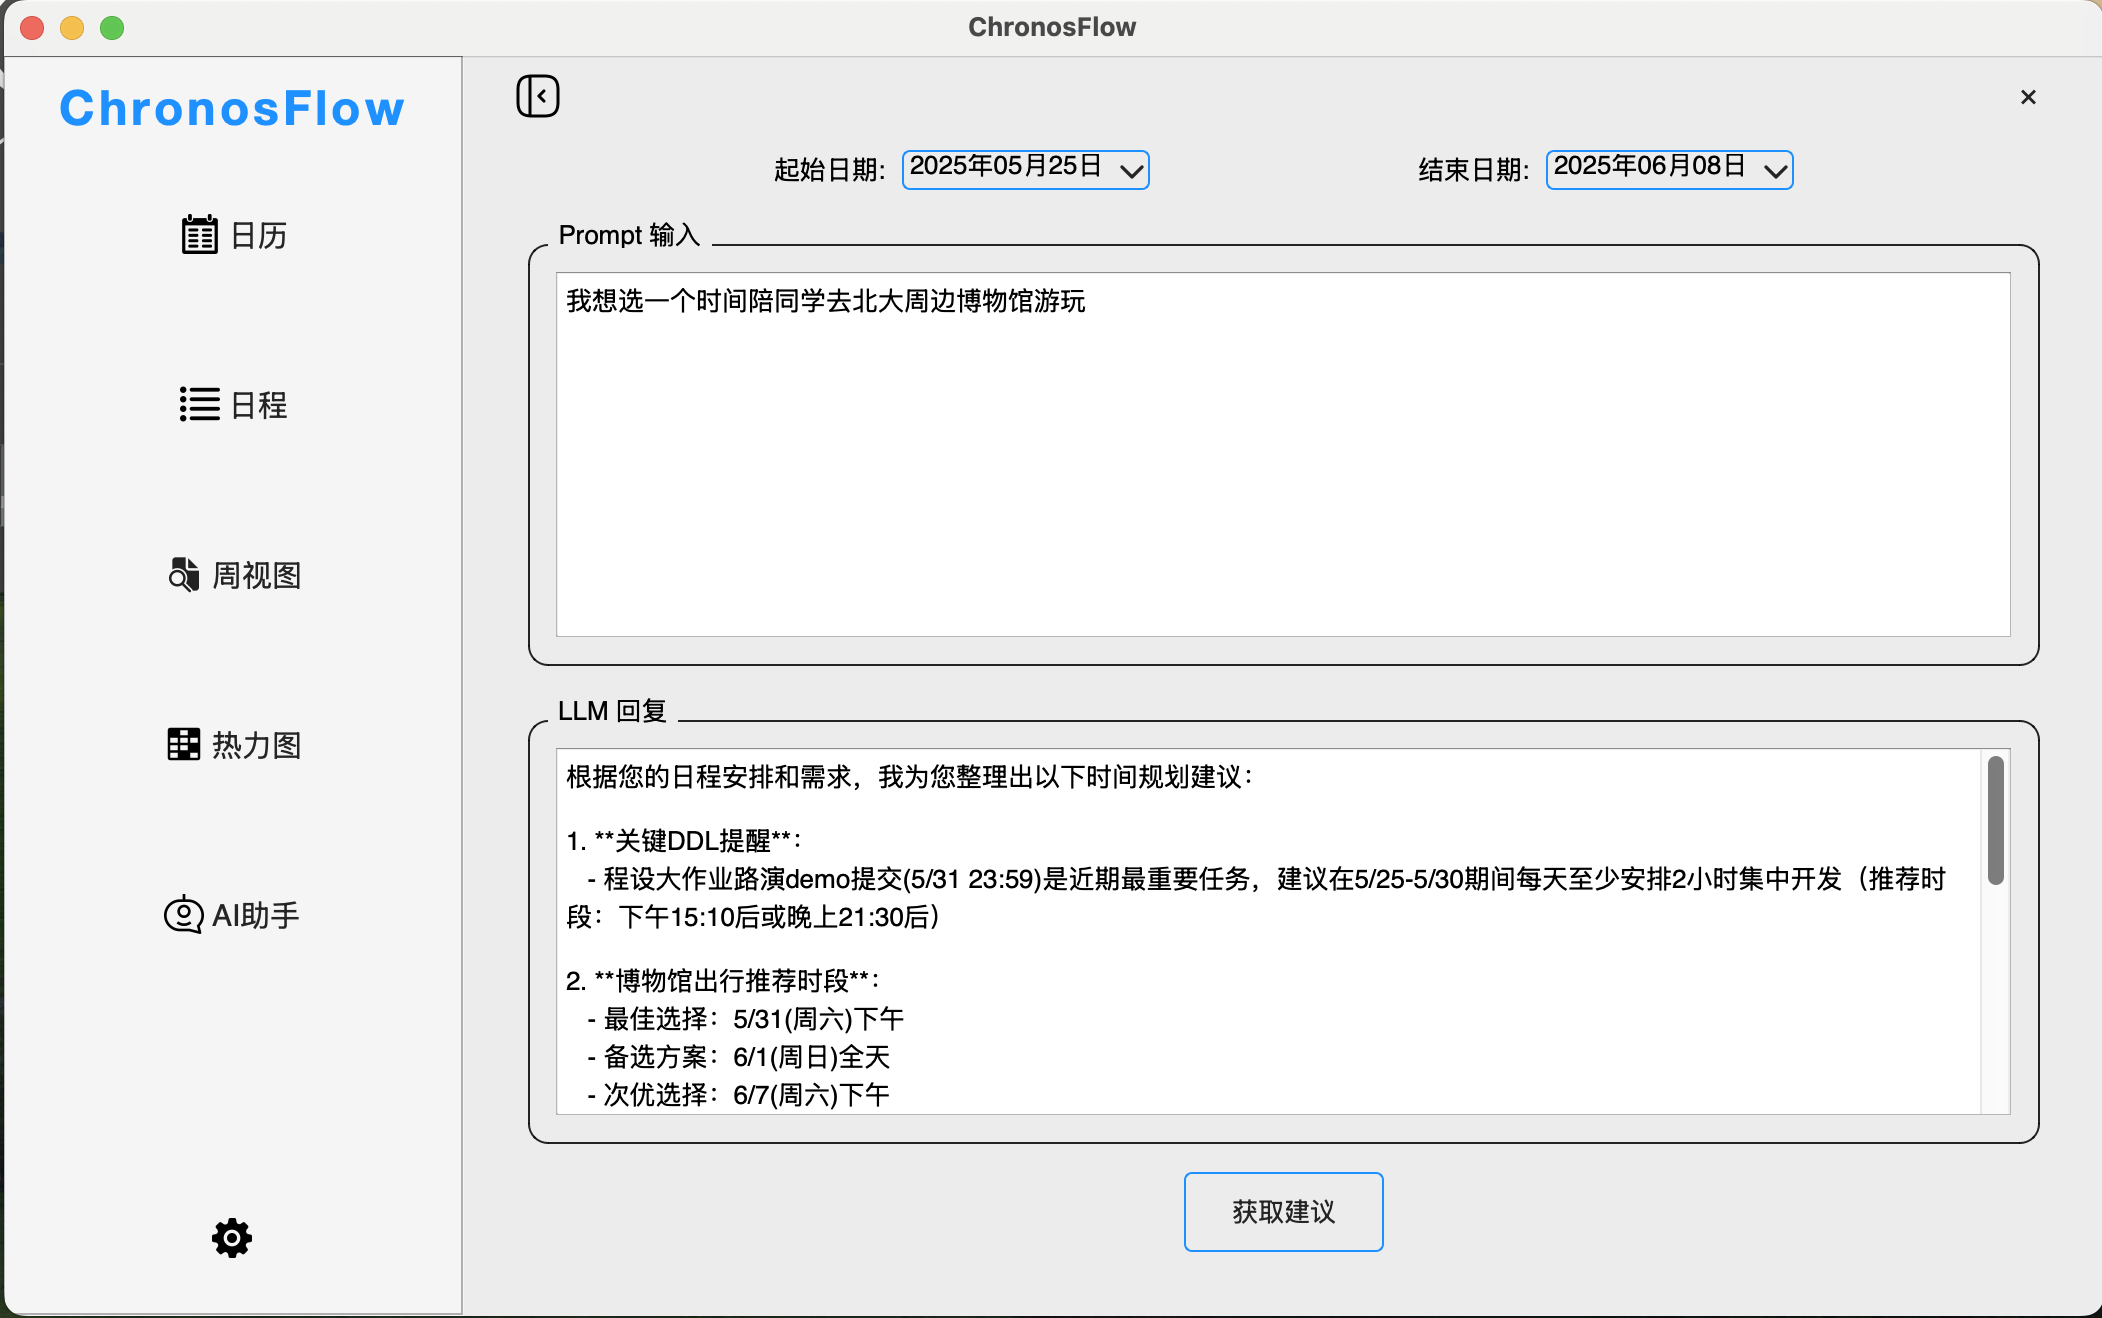 ChronosFlow
ChronosFlow
日历
日程
周视图
热力图
AI助手
起始日期: 2025年05月25日
结束日期: 2025年06月08日
Prompt 输入
我想选一个时间陪同学去北大周边博物馆游玩
LLM 回复
根据您的日程安排和需求，我为您整理出以下时间规划建议：
1. **关键DDL提醒**：
- 程设大作业路演demo提交(5/31 23:59)是近期最重要任务，建议在5/25-5/30期间每天至少安排2小时集中开发（推荐时
段：下午15:10后或晚上21:30后）
2. **博物馆出行推荐时段**：
- 最佳选择：5/31(周六)下午
- 备选方案：6/1(周日)全天
- 次优选择：6/7(周六)下午
获取建议